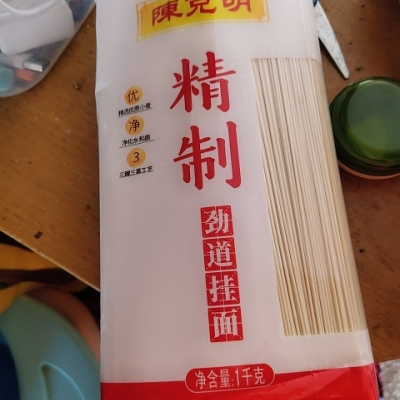 陳克明
精制
劲道挂面
优
精选优质小麦
净
净化水和面
3
三醒三蒸工艺
净含量:1千克